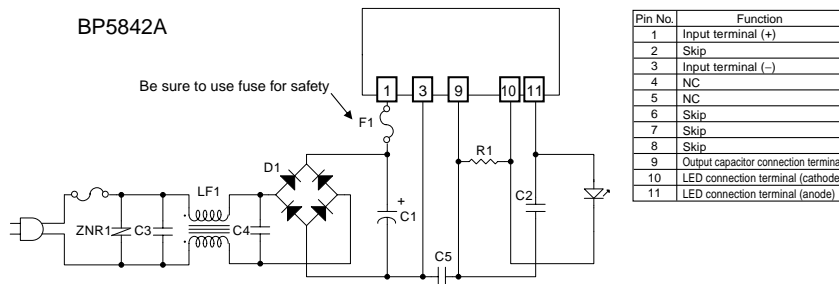 BP5842A
Be sure to use fuse for safety
1
3
9
10
11
F1
R1
D1
LF1
+
C1
C2
ZNR1
C3
C4
C5
Pin No. Function
1 Input terminal (+)
2 Skip
3 Input terminal (−)
4 NC
5 NC
6 Skip
7 Skip
8 Skip
9 Output capacitor connection termina
10 LED connection terminal (cathode
11 LED connection terminal (anode)